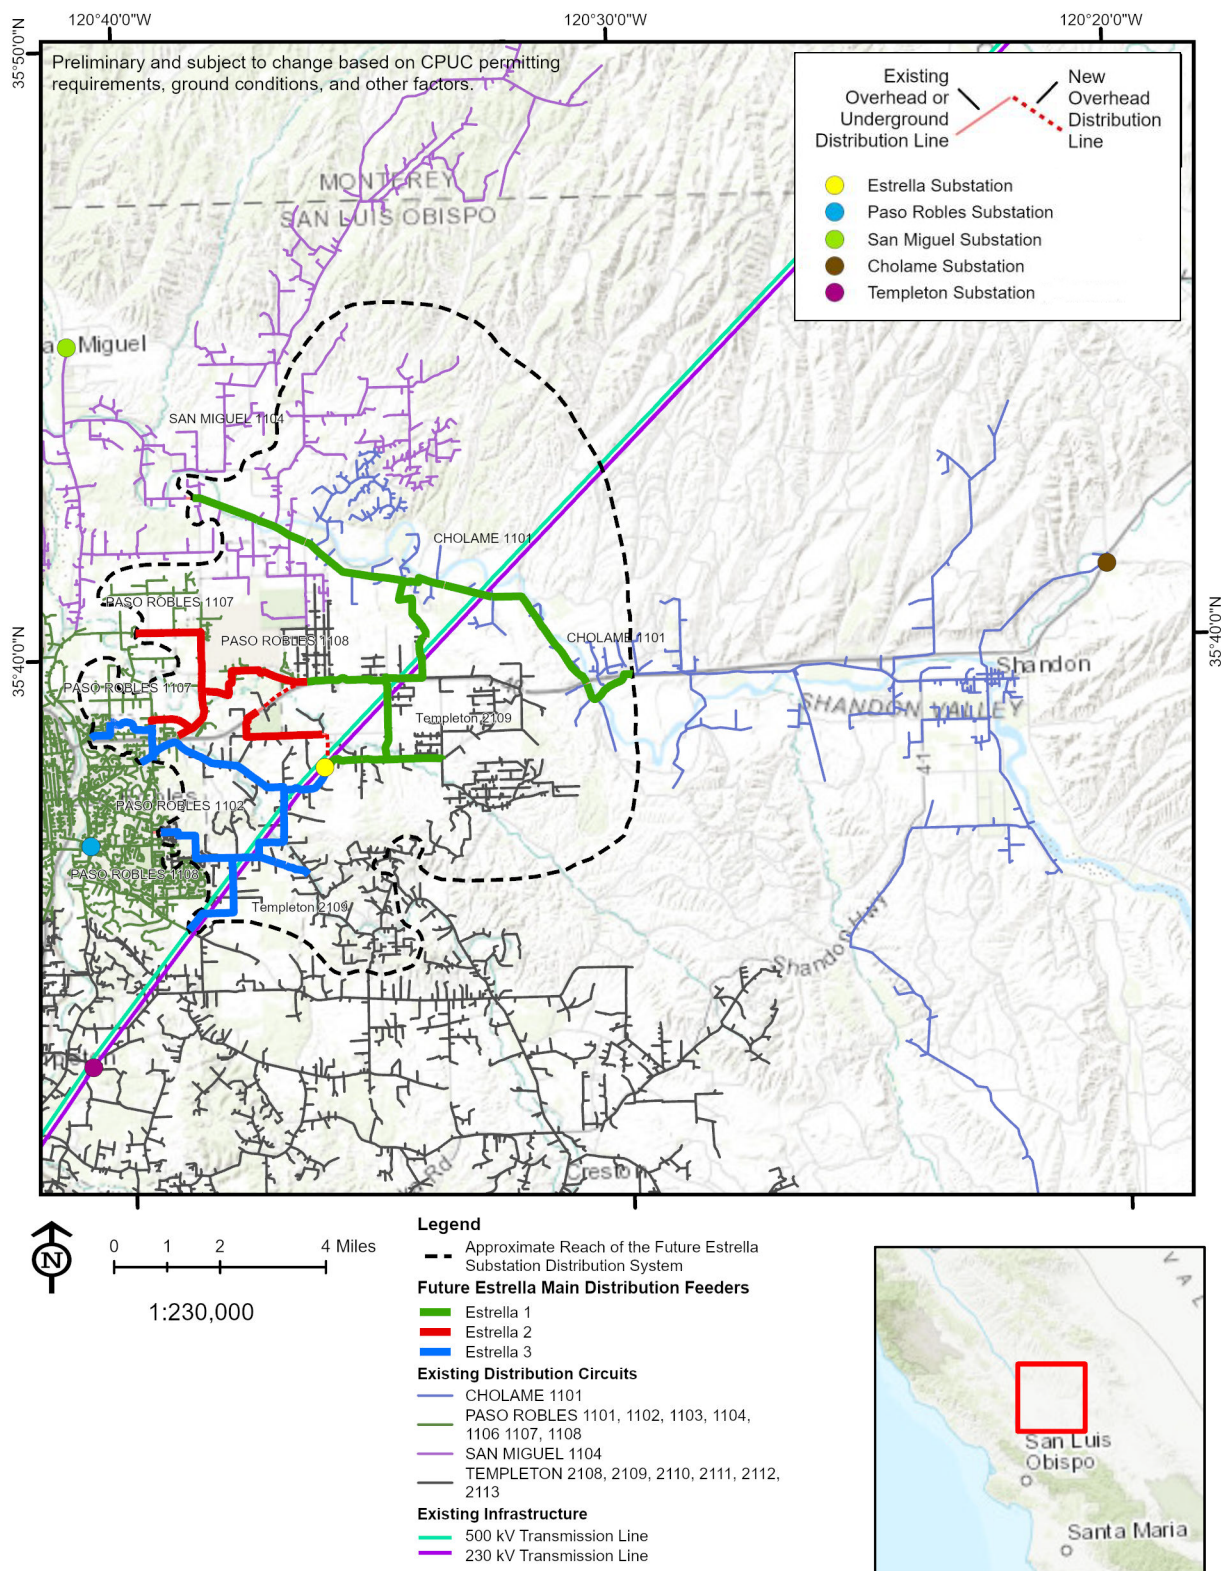 120°40'0"W
120°30'0"W
120°20'0"W
35°50'0"N
35°40'0"N
35°40'0"N
Preliminary and subject to change based on CPUC permitting
requirements, ground conditions, and other factors.
Existing
Overhead or
Underground
Distribution Line
New
Overhead
Distribution
Line
Estrella Substation
Paso Robles Substation
San Miguel Substation
Cholame Substation
Templeton Substation
MONTEREY
SAN LUIS OBISPO
Miguel
SAN MIGUEL 1104
CHOLAME 1101
PASO ROBLES 1107
PASO ROBLES 1108
CHOLAME 1101
Shandon
46
PASO ROBLES 1107
Templeton 2109
SHANDON VALLEY
41
PASO ROBLES 1102
PASO ROBLES 1108
Templeton 2109
Shandon Hwy
Rd
Creston
N
0 1 2 4 Miles
1:230,000
Legend
Approximate Reach of the Future Estrella
Substation Distribution System
Future Estrella Main Distribution Feeders
Estrella 1
Estrella 2
Estrella 3
Existing Distribution Circuits
CHOLAME 1101
PASO ROBLES 1101, 1102, 1103, 1104,
1106 1107, 1108
SAN MIGUEL 1104
TEMPLETON 2108, 2109, 2110, 2111, 2112,
2113
Existing Infrastructure
500 kV Transmission Line
230 kV Transmission Line
VAL
San Luis
Obispo
Santa Maria